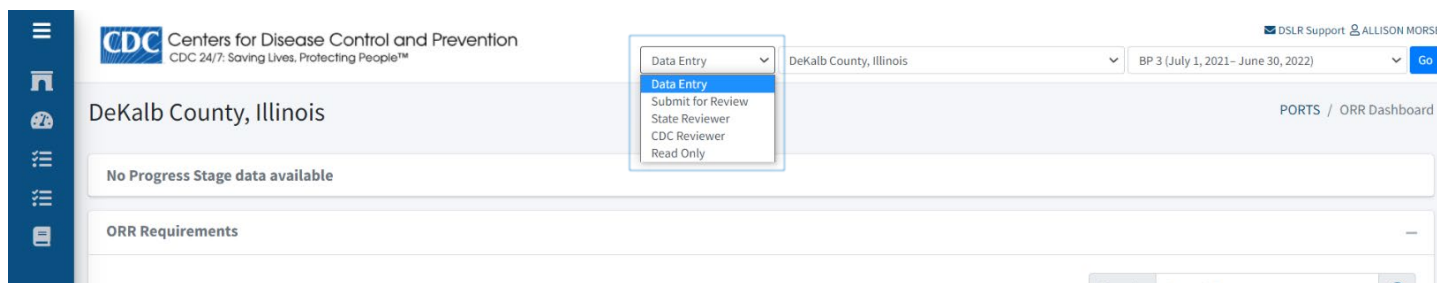 DSLR Support ALLISON MORSE
CDC Centers for Disease Control and Prevention
CDC 24/7: Saving Lives, Protecting People™
Data Entry
DeKalb County, Illinois
BP 3 (July 1, 2021– June 30, 2022)
Go
Data Entry
Submit for Review
State Reviewer
CDC Reviewer
Read Only
DeKalb County, Illinois
PORTS / ORR Dashboard
No Progress Stage data available
ORR Requirements